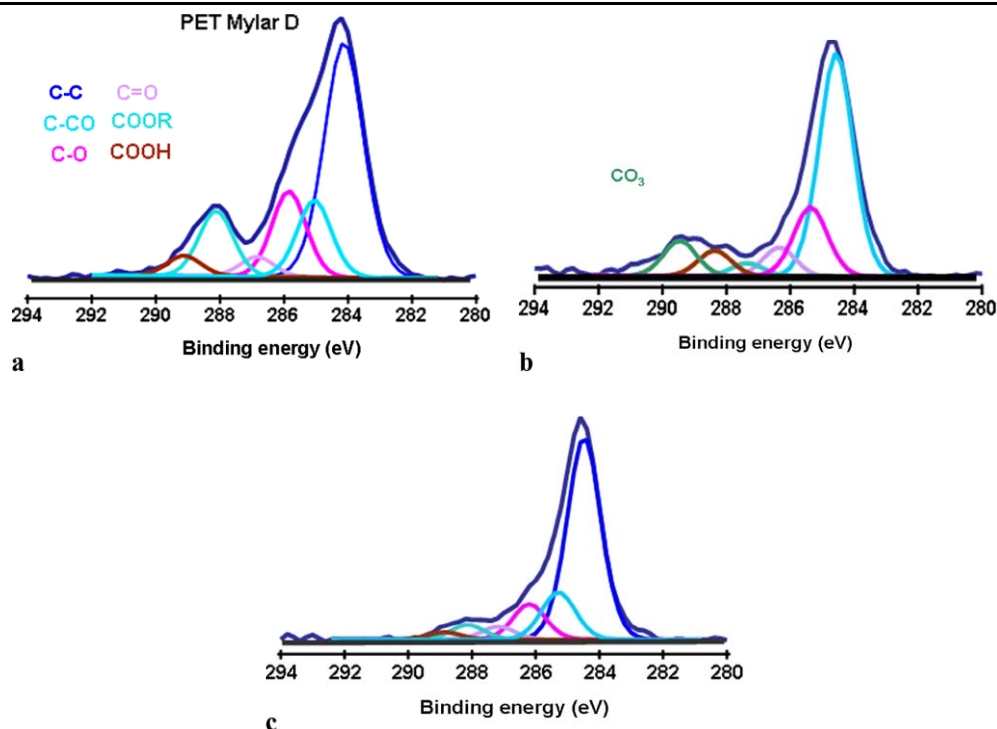 PET Mylar D
C-C C=O
C-CO COOR
C-O COOH
294 292 290 288 286 284 282 280
Binding energy (eV)
a
CO3
294 292 290 288 286 284 282 280
Binding energy (eV)
b
294 292 290 288 286 284 282 280
Binding energy (eV)
c